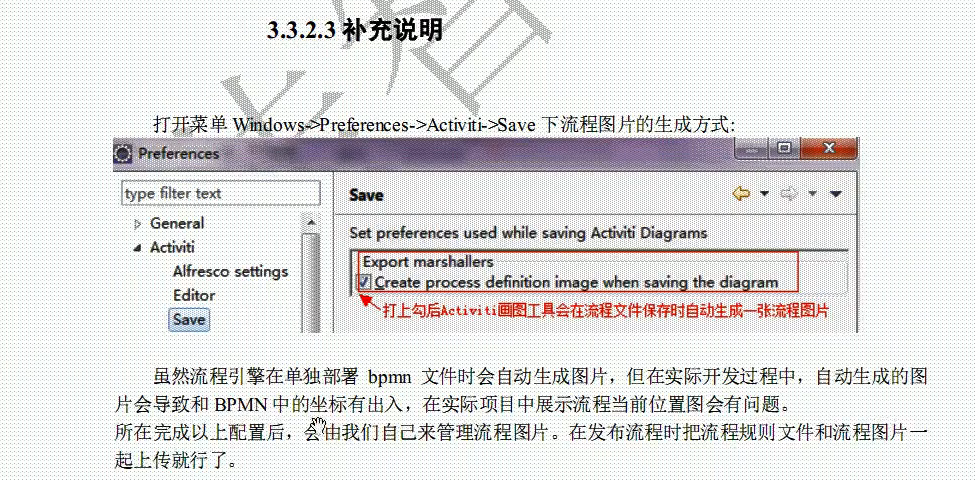 3.3.2.3 补充说明
打开菜单 Windows->Preferences->Activiti->Save 下流程图片的生成方式:
Preferences
type filter text
General
Activiti
Alfresco settings
Editor
Save
Save
Set preferences used while saving Activiti Diagrams
Export marshallers
Create process definition image when saving the diagram
打上勾后Activiti画图工具会在流程文件保存时自动生成一张流程图片
虽然流程引擎在单独部署 bpmn 文件时会自动生成图片，但在实际开发过程中，自动生成的图
片会导致和 BPMN 中的坐标有出入，在实际项目中展示流程当前位置图会有问题。
所在完成以上配置后，会由我们自己来管理流程图片。在发布流程时把流程规则文件和流程图片一
起上传就行了。